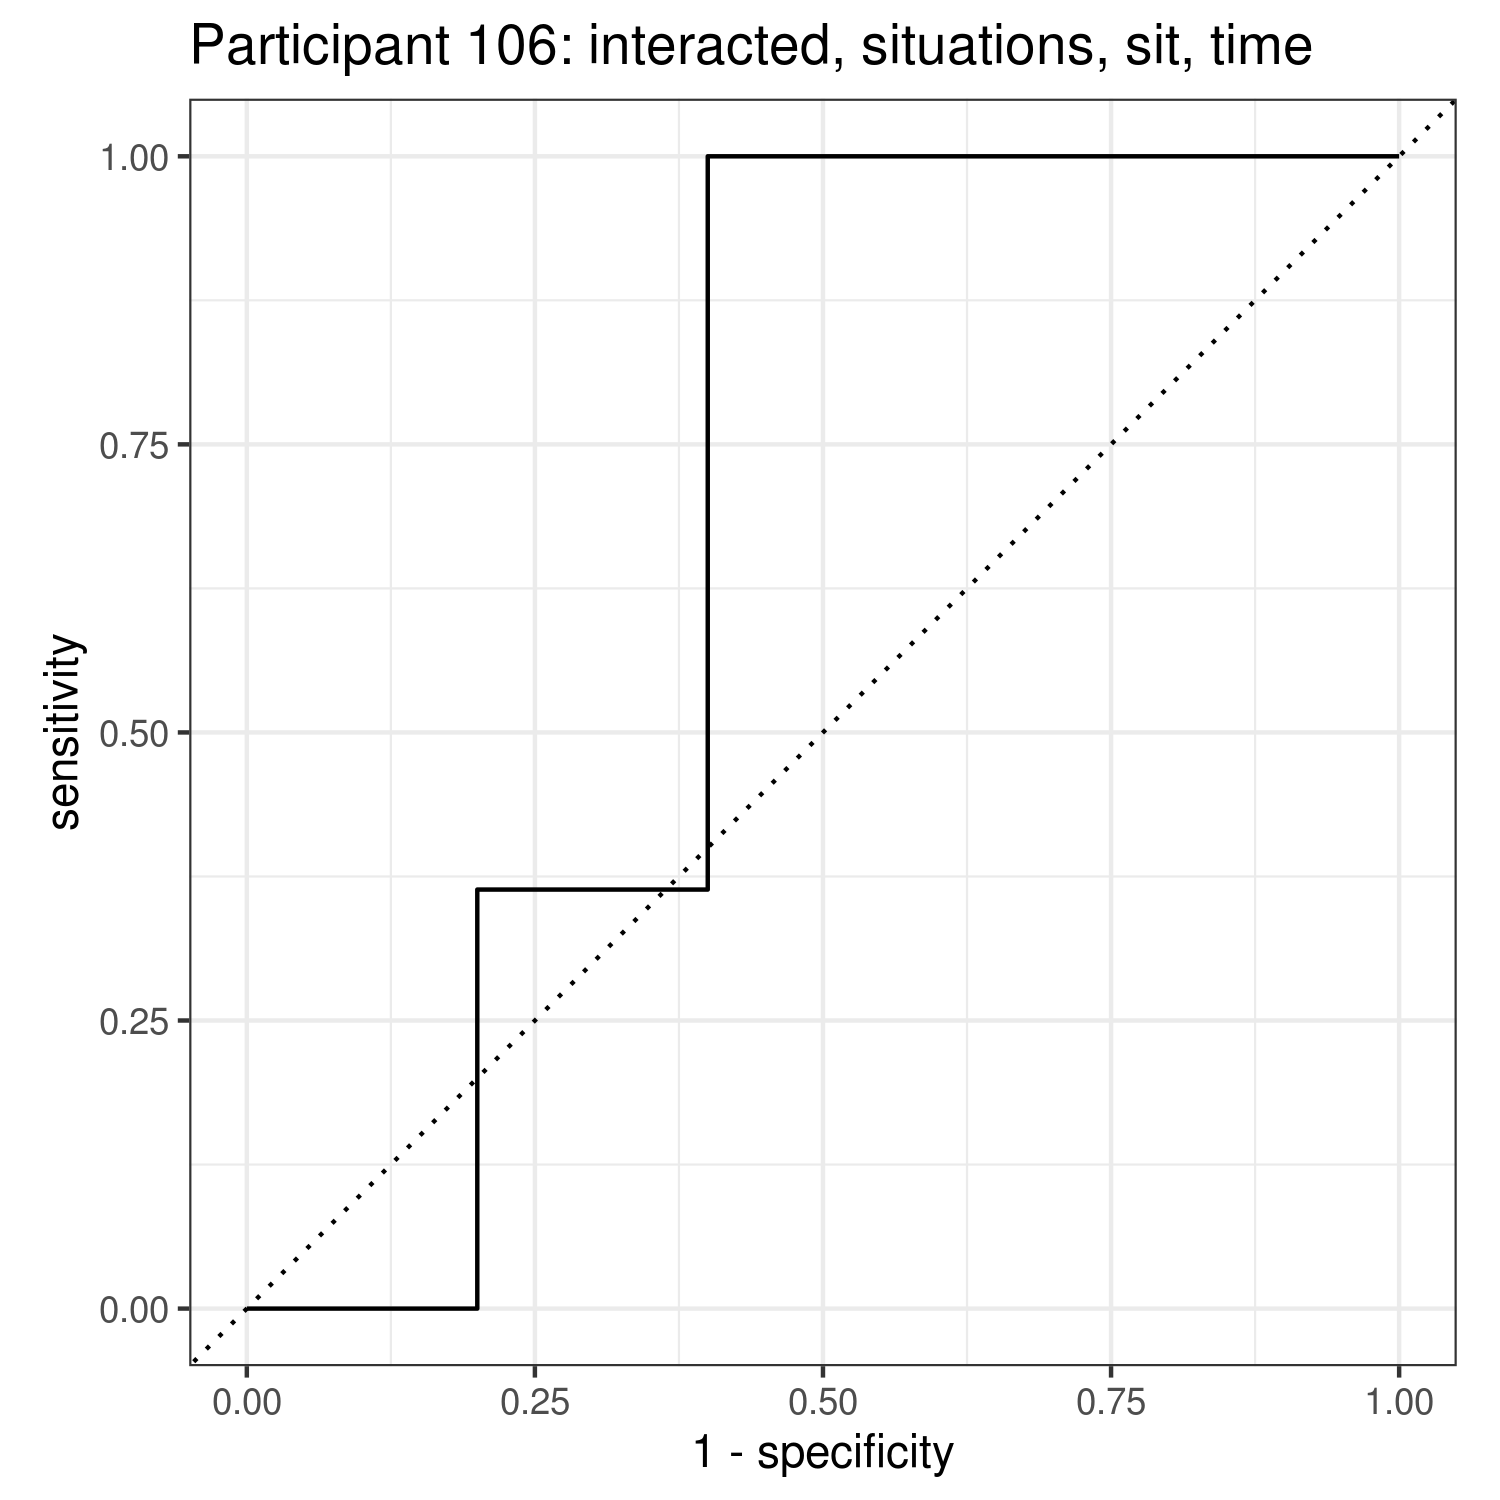 Participant 106: interacted, situations, sit, time
1.00
0.75
0.50
0.25
0.00
sensitivity
0.00 0.25 0.50 0.75 1.00
1 - specificity